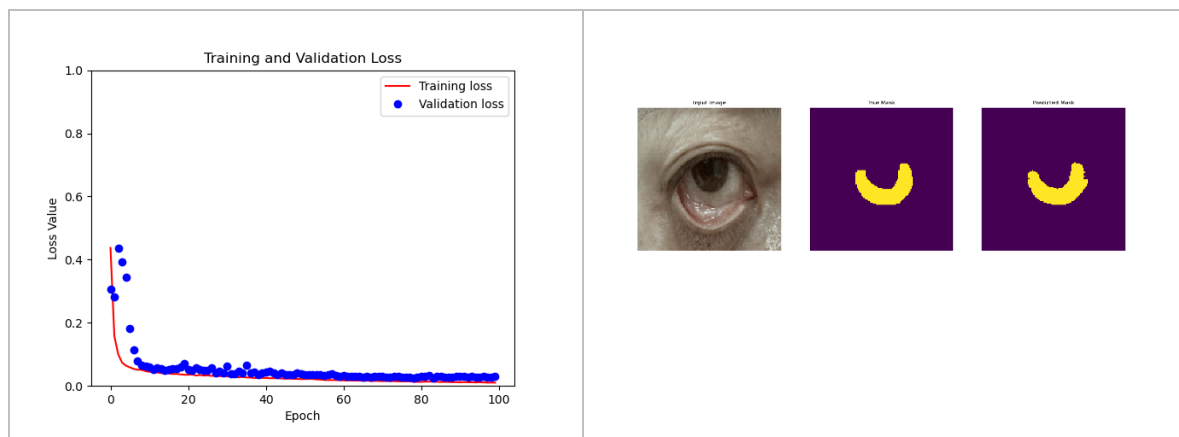 Training and Validation Loss
Training loss
Validation loss
1.0
0.8
0.6
0.4
0.2
0.0
Loss Value
0
20
40
60
80
100
Epoch
Input Image
True Mask
Predicted Mask